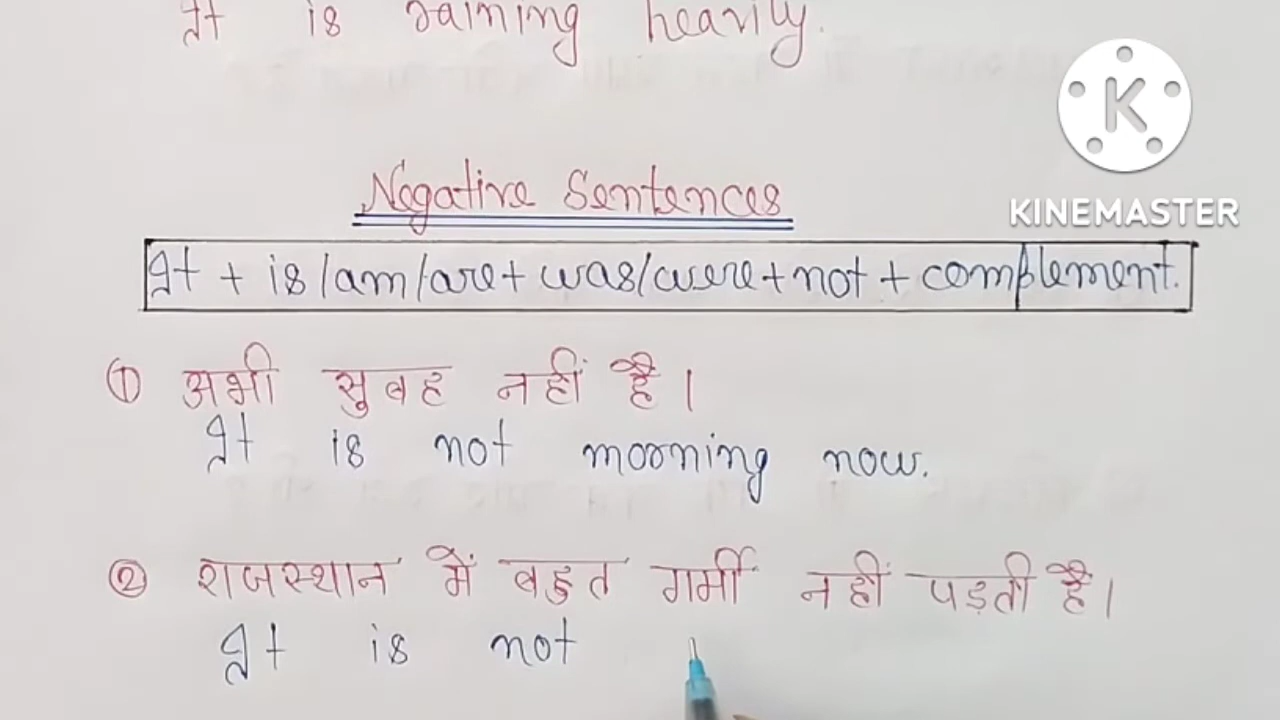 It is raining heavily.
KINEMASTER
Negative Sentences
It + is/am/are + was/were + not + complement.
① अभी सुबह नहीं है।
It is not morning now.
② राजस्थान में बहुत गर्मी नहीं पड़ती है।
It is not